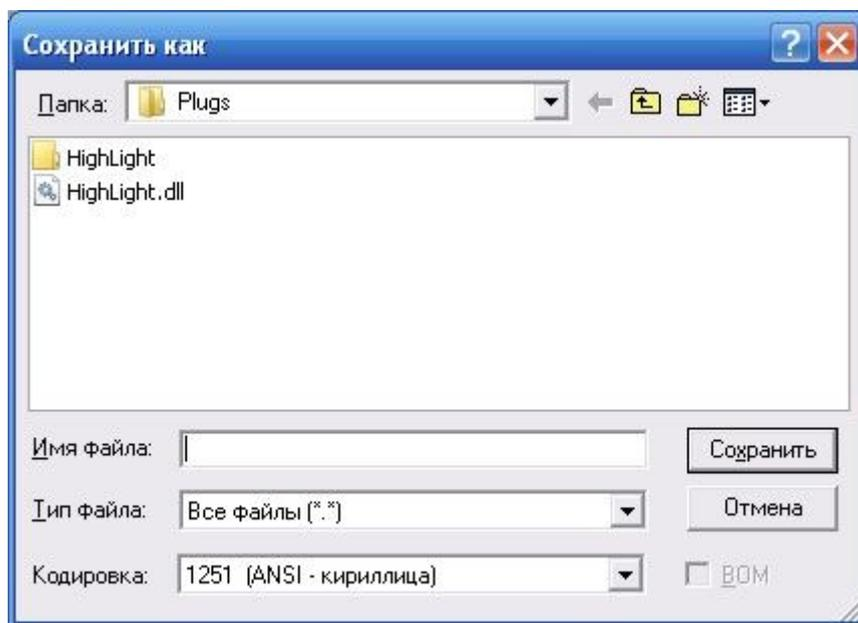 Сохранить как
Папка: Plugs
HighLight
HighLight.dll
Имя файла: Сохранить
Тип файла: Все файлы (*.*) Отмена
Кодировка: 1251 (ANSI - кириллица) BOM